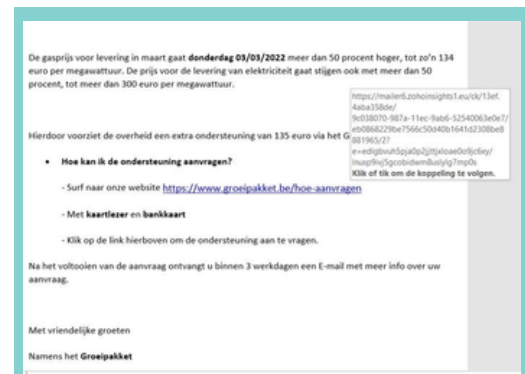 De gasprijs voor levering in maart gaat donderdag 03/03/2022 meer dan 50 procent hoger, tot zo'n 134
euro per megawattuur. De prijs voor de levering van elektriciteit gaat stijgen ook met meer dan 50
procent, tot meer dan 300 euro per megawattuur.
https://mailer6.zohoinsights1.eu/ck/13ef.
4aba358de/
9c038070-987a-11ec-9ab6-52540063e0e7/
eb0868229be7566c50d40b1641d2308be8
881965/2?
Hierdoor voorziet de overheid een extra ondersteuning van 135 euro via het G
Klik of tik om de koppeling te volgen.
• Hoe kan ik de ondersteuning aanvragen?
- Surf naar onze website https://www.groeipakket.be/hoe-aanvragen
- Met kaartlezer en bankkaart
- Klik op de link hierboven om de ondersteuning aan te vragen.
Na het voltooien van de aanvraag ontvangt u binnen 3 werkdagen een E-mail met meer info over uw
aanvraag.
Met vriendelijke groeten
Namens het Groeipakket